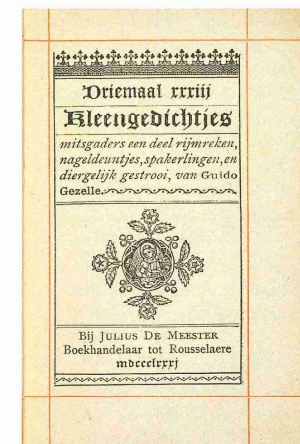 Driemaal xxxiij
Kleengedichtjes
mitsgaders een deel rijmreken,
nageldeuntjes, spakerlingen, en
diergelijk gestrooi, van Guido
Gezelle.
Bij JULIUS DE MEESTER
Boekhandelaar tot Rousselaere
mdccclxxxj